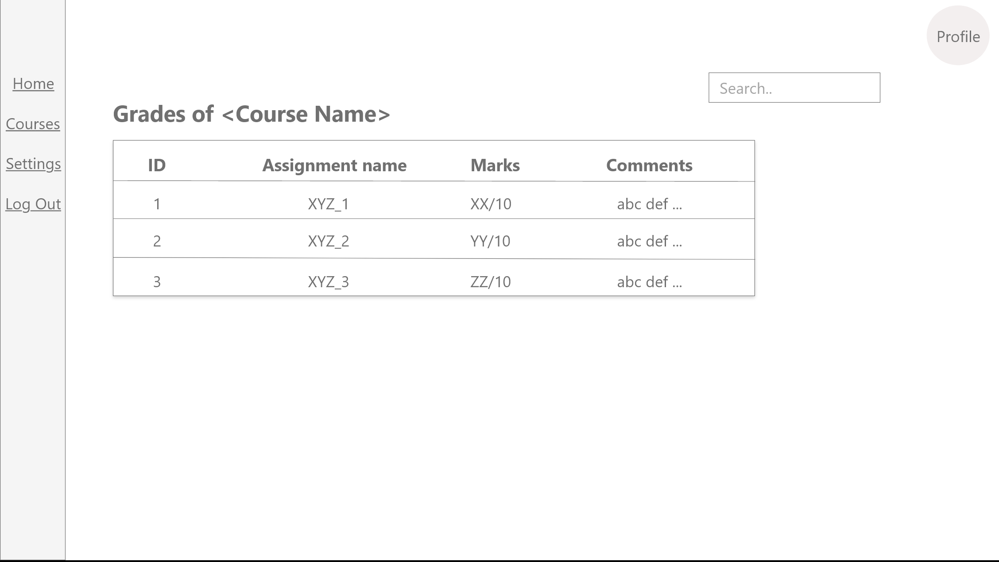 Profile
Home
Courses
Settings
Log Out
Search..
Grades of <Course Name>
ID Assignment name Marks Comments
1 XYZ_1 XX/10 abc def ...
2 XYZ_2 YY/10 abc def ...
3 XYZ_3 ZZ/10 abc def ...